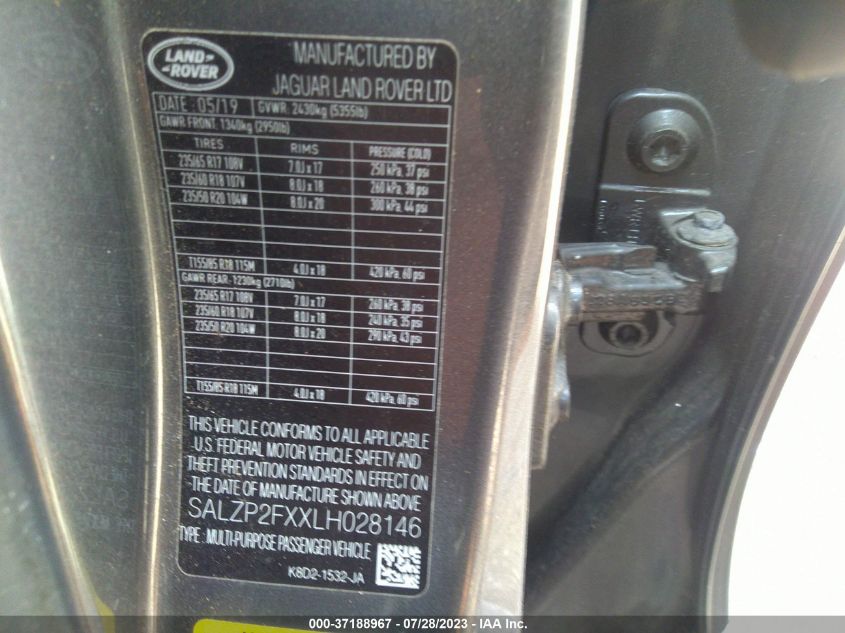 LAND-
-ROVER
MANUFACTURED BY
JAGUAR LAND ROVER LTD
DATE : 05/19 GVWR 2430kg (5355lb)
GAWR FRONT 1340kg (2950lb)
TIRES RIMS PRESSURE (COLD)
235/65 R17 108V 7.0J x 17 250 kPa, 37 psi
235/60 R18 107V 8.0J x 18 260 kPa, 38 psi
235/50 R20 104W 8.0J x 20 300 kPa, 44 psi
T155/85 R18 115M 4.0J x 18 420 kPa, 60 psi
GAWR REAR 1230kg (2710lb)
235/65 R17 108V 7.0J x 17 260 kPa, 38 psi
235/60 R18 107V 8.0J x 18 240 kPa, 35 psi
235/50 R20 104W 8.0J x 20 290 kPa, 43 psi
T155/85 R18 115M 4.0J x 18 420 kPa, 60 psi
THIS VEHICLE CONFORMS TO ALL APPLICABLE
U.S. FEDERAL MOTOR VEHICLE SAFETY AND
THEFT PREVENTION STANDARDS IN EFFECT ON
THE DATE OF MANUFACTURE SHOWN ABOVE
SALZP2FXXLH028146
TYPE : MULTI-PURPOSE PASSENGER VEHICLE
K8D2-1532-JA
000-37188967 / 07/28/2023 - IAA Inc.